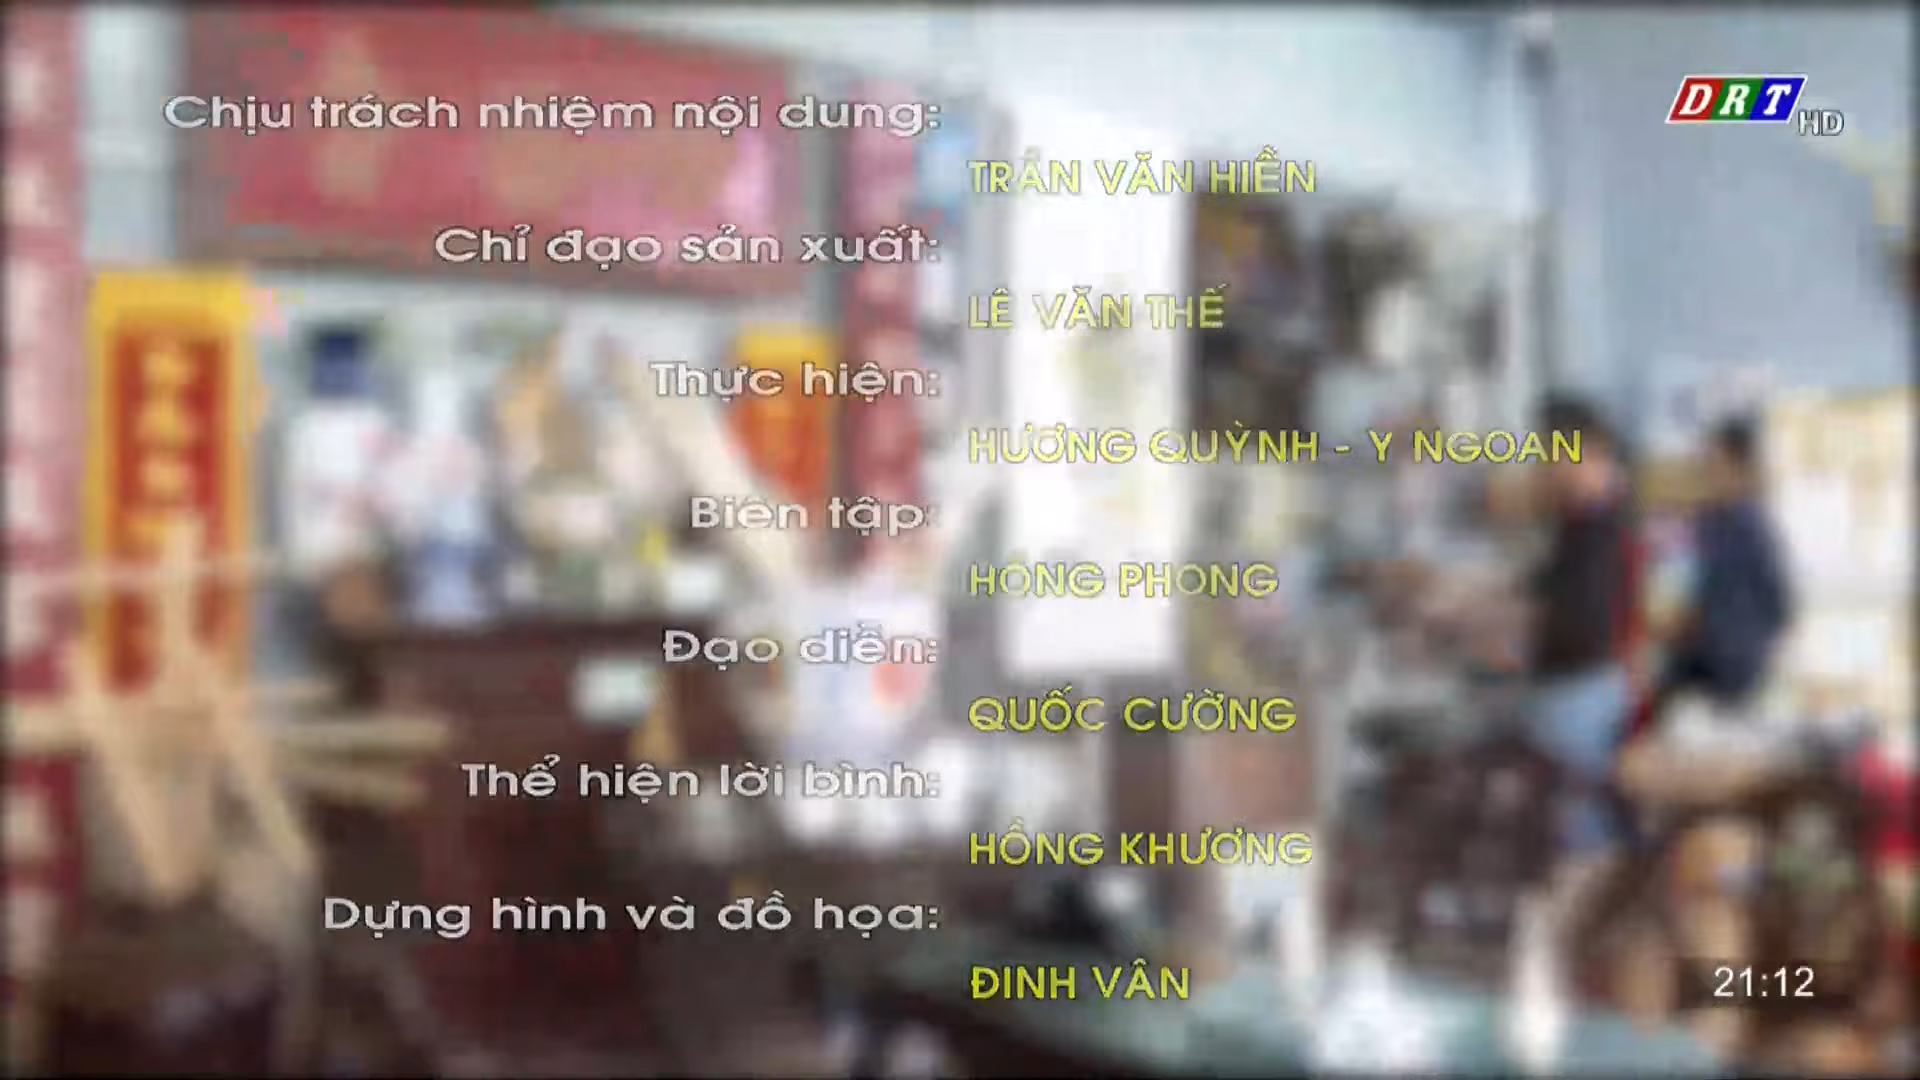 DRT HD
Chịu trách nhiệm nội dung:
TRẦN VĂN HIỀN
Chỉ đạo sản xuất:
LÊ VĂN THẾ
Thực hiện:
HƯƠNG QUỲNH - Y NGOAN
Biên tập:
HỒNG PHONG
Đạo diễn:
QUỐC CƯỜNG
Thể hiện lời bình:
HỒNG KHƯƠNG
Dựng hình và đồ họa:
ĐINH VÂN
21:12